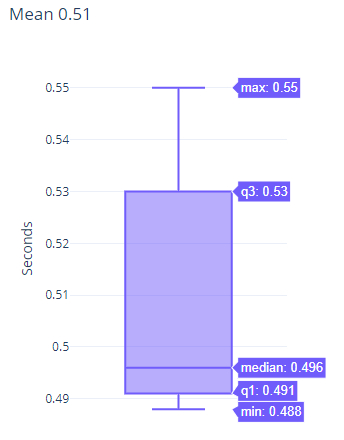 Mean 0.51
0.55
max: 0.55
0.54
0.53
q3: 0.53
0.52
Seconds
0.51
0.5
median: 0.496
q1: 0.491
0.49
min: 0.488